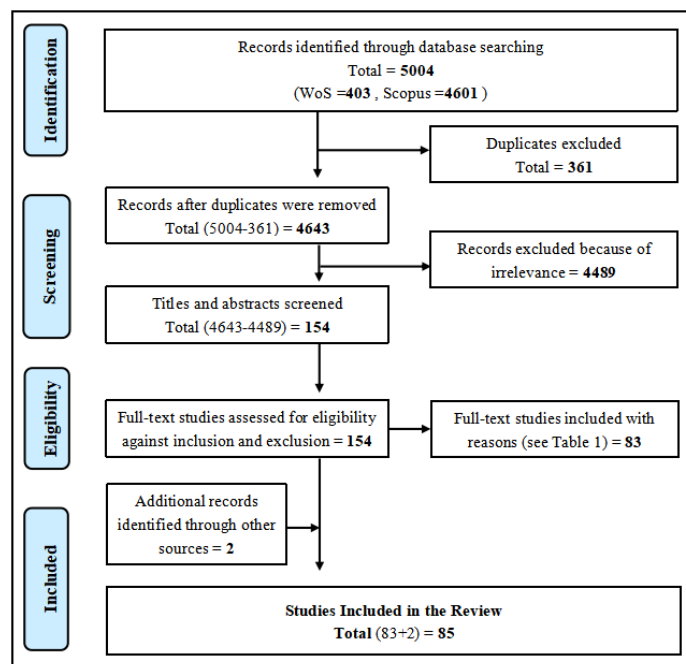 Identification
Records identified through database searching
Total = 5004
(WoS =403 , Scopus =4601 )
Duplicates excluded
Total = 361
Screening
Records after duplicates were removed
Total (5004-361) = 4643
Records excluded because of
irrelevance = 4489
Titles and abstracts screened
Total (4643-4489) = 154
Eligibility
Full-text studies assessed for eligibility
against inclusion and exclusion = 154
Full-text studies included with
reasons (see Table 1) = 83
Included
Additional records
identified through other
sources = 2
Studies Included in the Review
Total (83+2) = 85